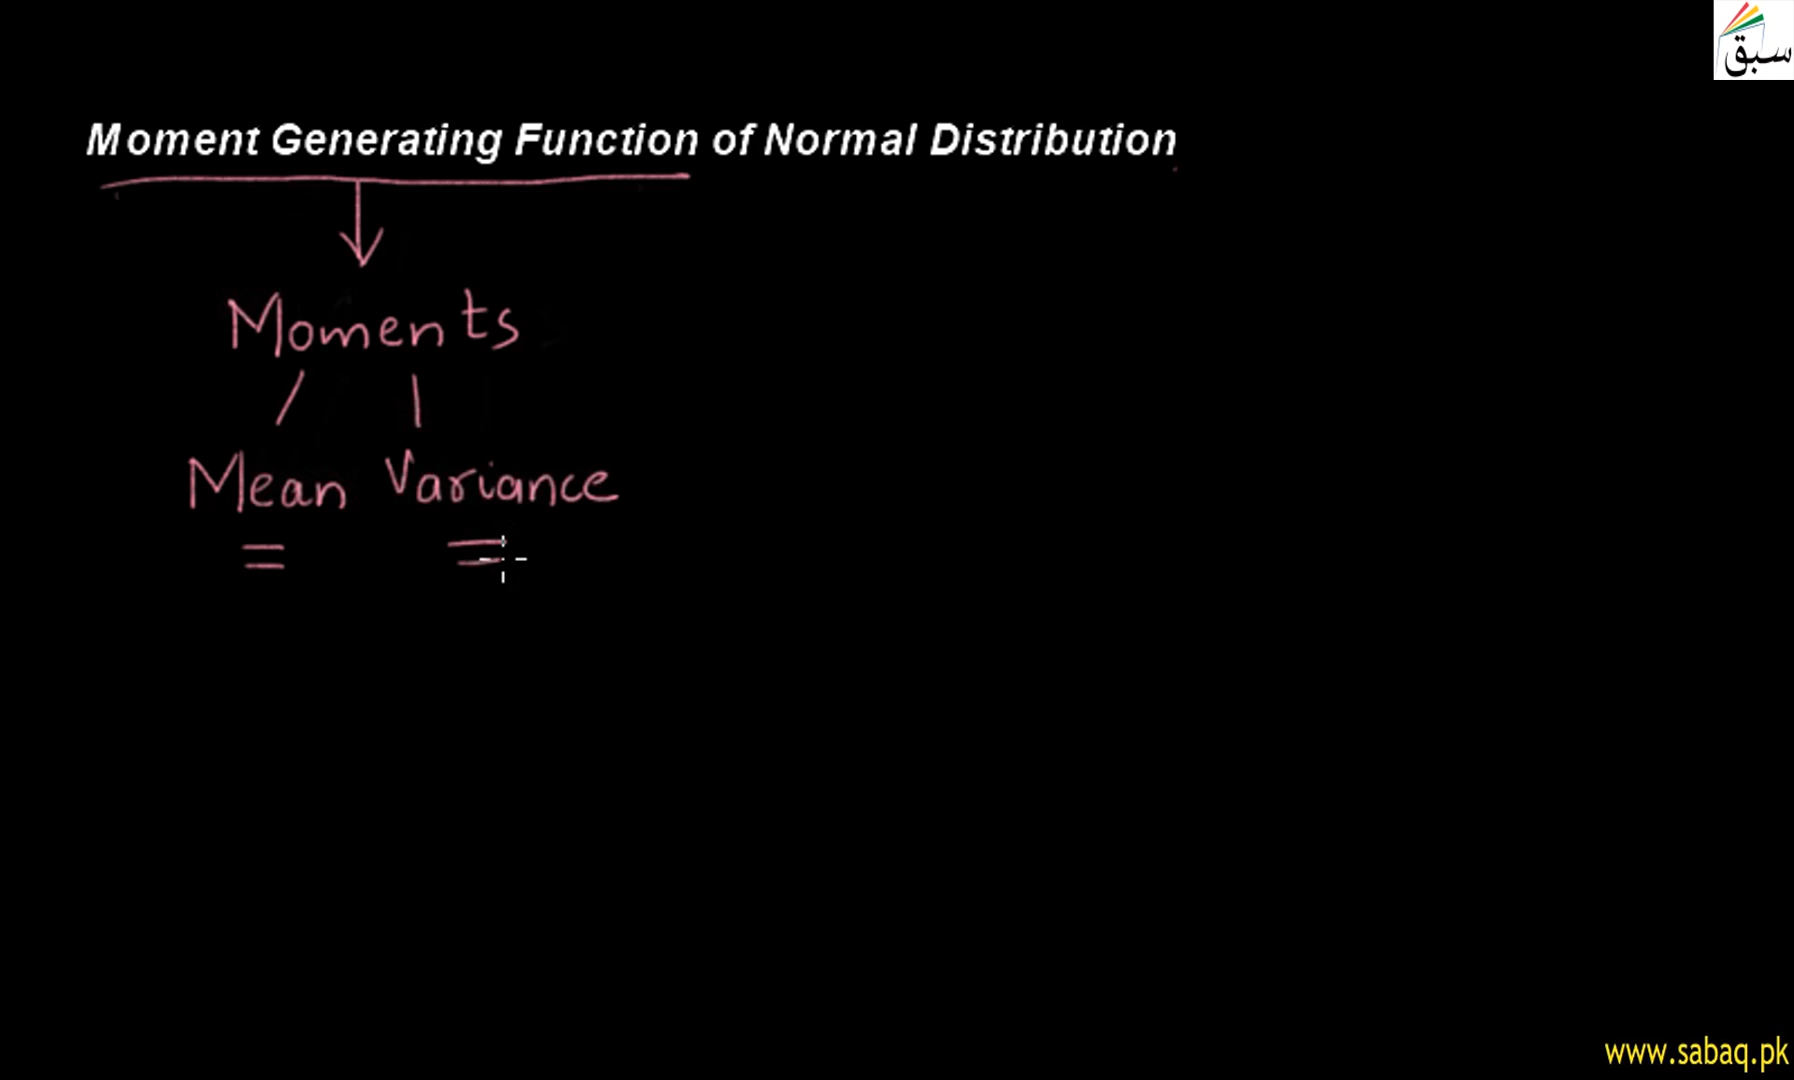 سبق
Moment Generating Function of Normal Distribution
Moments
Mean Variance
= =
www.sabaq.pk